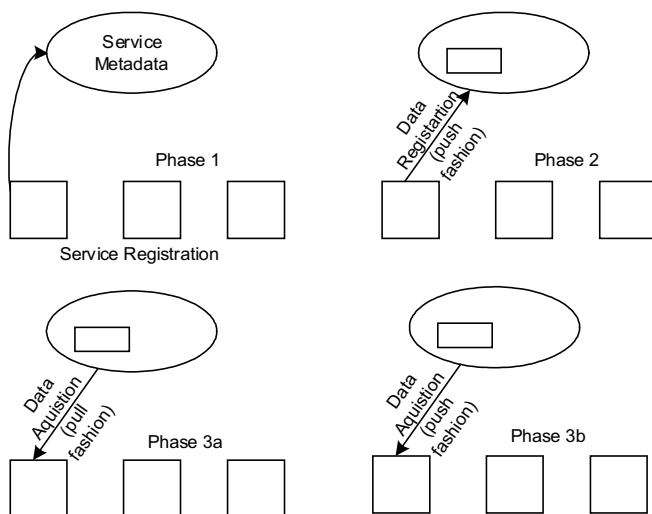 Service
Metadata
Phase 1
Service Registration
Data
Registartion
(push
fashion)
Phase 2
Data
Aquistion
(pull
fashion)
Phase 3a
Data
Aquistion
(push
fashion)
Phase 3b